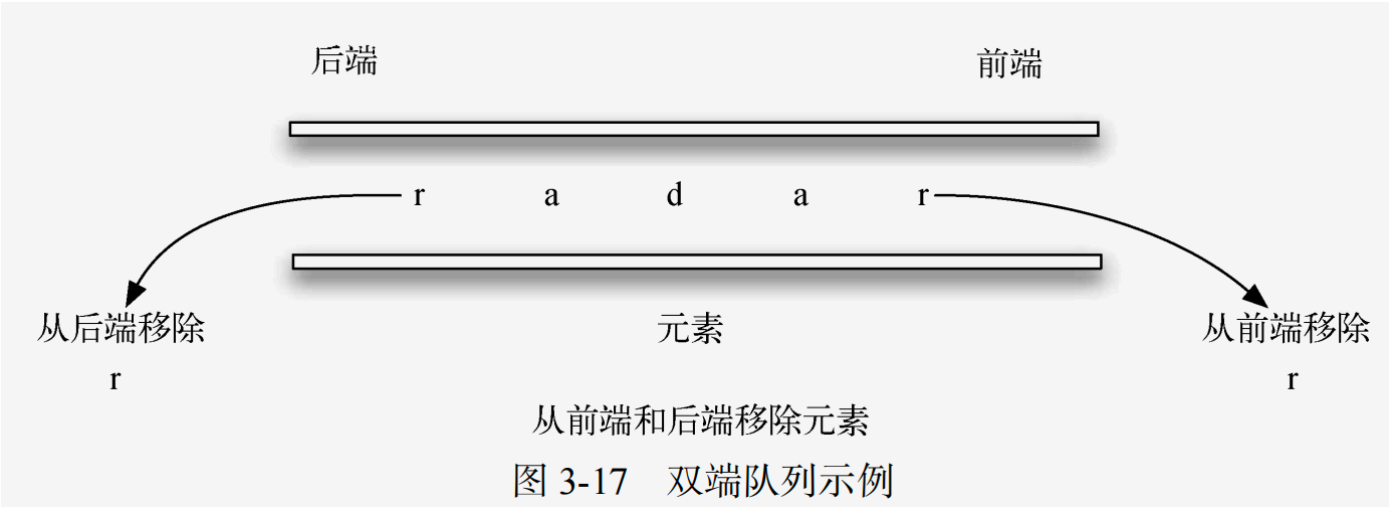 后端 前端
r a d a r
从后端移除 元素 从前端移除
r r
从前端和后端移除元素
图 3-17 双端队列示例